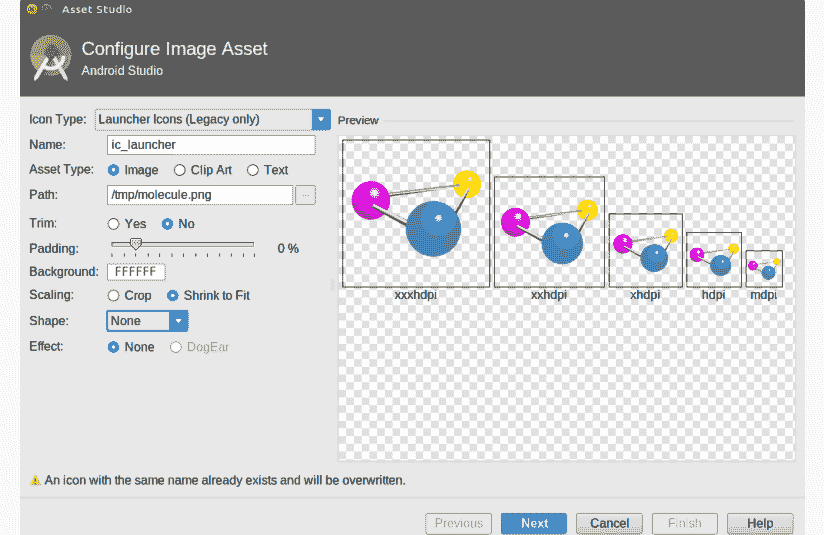 Asset Studio
Configure Image Asset
Android Studio
Icon Type: Launcher Icons (Legacy only)
Preview
Name: ic_launcher
Asset Type: Image Clip Art Text
Path: /tmp/molecule.png ...
Trim: Yes No
Padding: 0 %
Background: FFFFFF
Scaling: Crop Shrink to Fit
Shape: None
Effect: None DogEar
xxxhdpi xxhdpi xhdpi hdpi mdpi
An icon with the same name already exists and will be overwritten.
Previous Next Cancel Finish Help